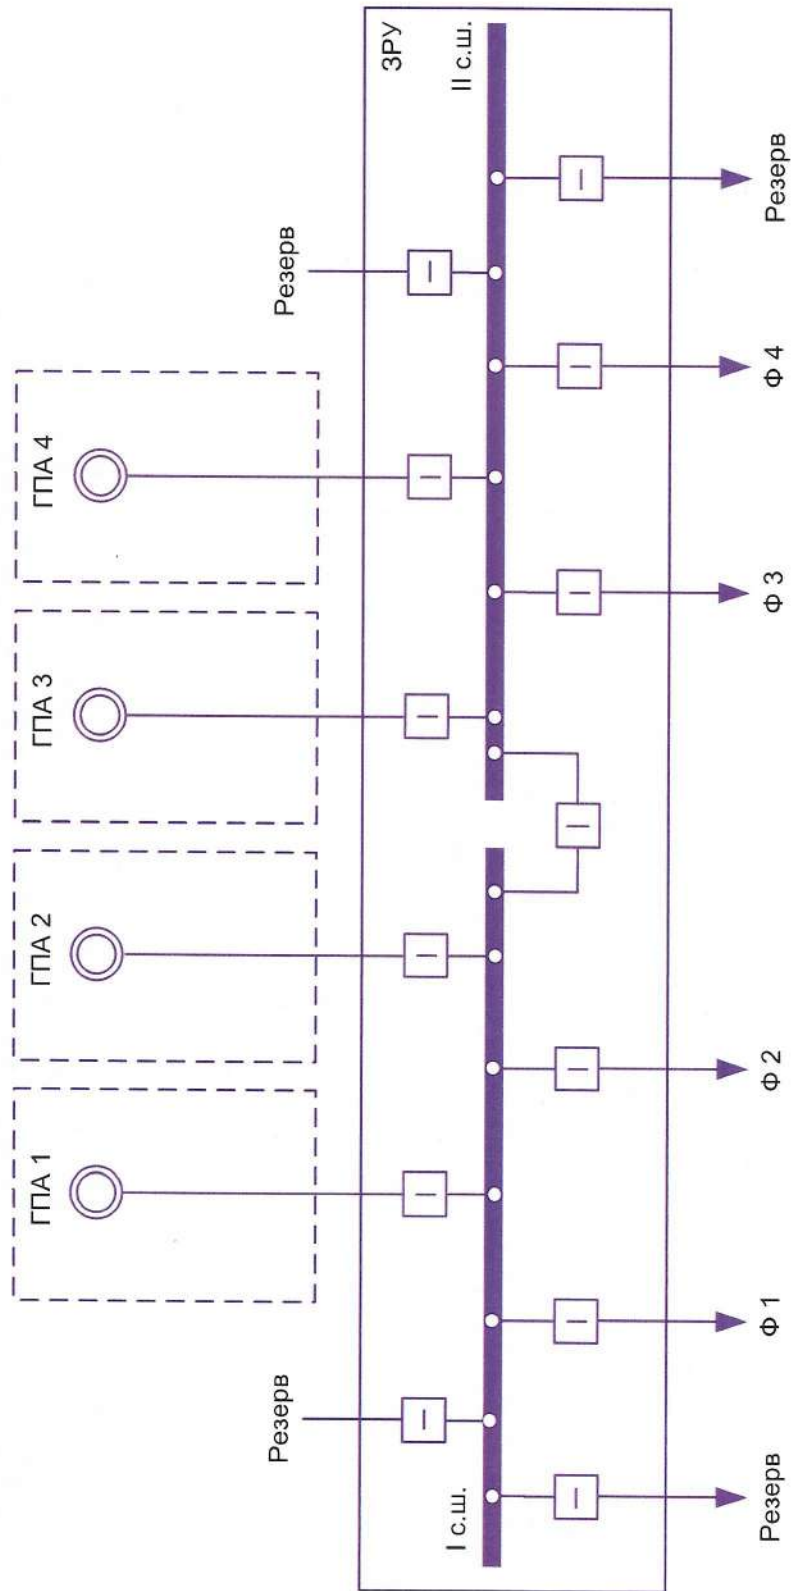 ГПА 1
ГПА 2
ГПА 3
ГПА 4
Резерв
Резерв
ЗРУ
I с.ш.
II с.ш.
Резерв
Ф 1
Ф 2
Ф 3
Ф 4
Резерв